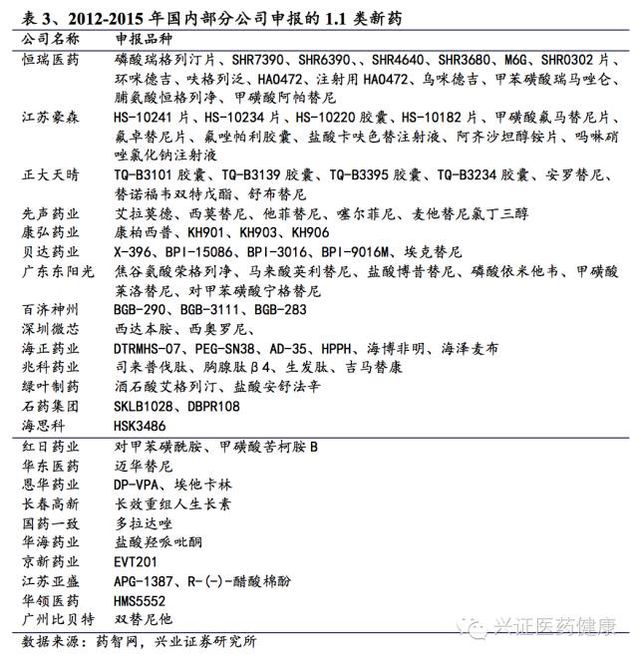 表 3、2012-2015 年国内部分公司申报的 1.1 类新药
公司名称 申报品种
恒瑞医药 磷酸瑞格列汀片、SHR7390、SHR6390、、SHR4640、SHR3680、M6G、SHR0302 片、
环咪德吉、呋格列泛、HAO472、注射用 HAO472、乌咪德吉、甲苯磺酸瑞马唑仑、
脯氨酸恒格列净、甲磺酸阿帕替尼
江苏豪森 HS-10241 片、HS-10234 片、HS-10220 胶囊、HS-10182 片、甲磺酸氟马替尼片、
氟卓替尼片、氟唑帕利胶囊、盐酸卡呋色替注射液、阿齐沙坦醇铵片、吗啉硝
唑氯化钠注射液
正大天晴 TQ-B3101 胶囊、TQ-B3139 胶囊、TQ-B3395 胶囊、TQ-B3234 胶囊、安罗替尼、
替诺福韦双特戊酯、舒布替尼
先声药业 艾拉莫德、西莫替尼、他菲替尼、噻尔菲尼、麦他替尼氯丁三醇
康弘药业 康柏西普、KH901、KH903、KH906
贝达药业 X-396、BPI-15086、BPI-3016、BPI-9016M、埃克替尼
广东东阳光 焦谷氨酸荣格列净、马来酸英利替尼、盐酸博昔替尼、磷酸依米他韦、甲磺酸
莱洛替尼、对甲苯磺酸宁格替尼
百济神州 BGB-290、BGB-3111、BGB-283
深圳微芯 西达本胺、西奥罗尼、
海正药业 DTRMHS-07、PEG-SN38、AD-35、HPPH、海博非明、海泽麦布
兆科药业 司来普伐肽、胸腺肽β4、生发肽、吉马替康
绿叶制药 酒石酸艾格列汀、盐酸安舒法辛
石药集团 SKLB1028、DBPR108
海思科 HSK3486
红日药业 对甲苯磺酰胺、甲磺酸苦柯胺 B
华东医药 迈华替尼
恩华药业 DP-VPA、埃他卡林
长春高新 长效重组人生长素
国药一致 多拉达唑
华海药业 盐酸羟哌吡酮
京新药业 EVT201
江苏亚盛 APG-1387、R-(-)-醋酸棉酚
华领医药 HMS5552
广州比贝特 双替尼他
数据来源：药智网，兴业证券研究所
兴证医药健康